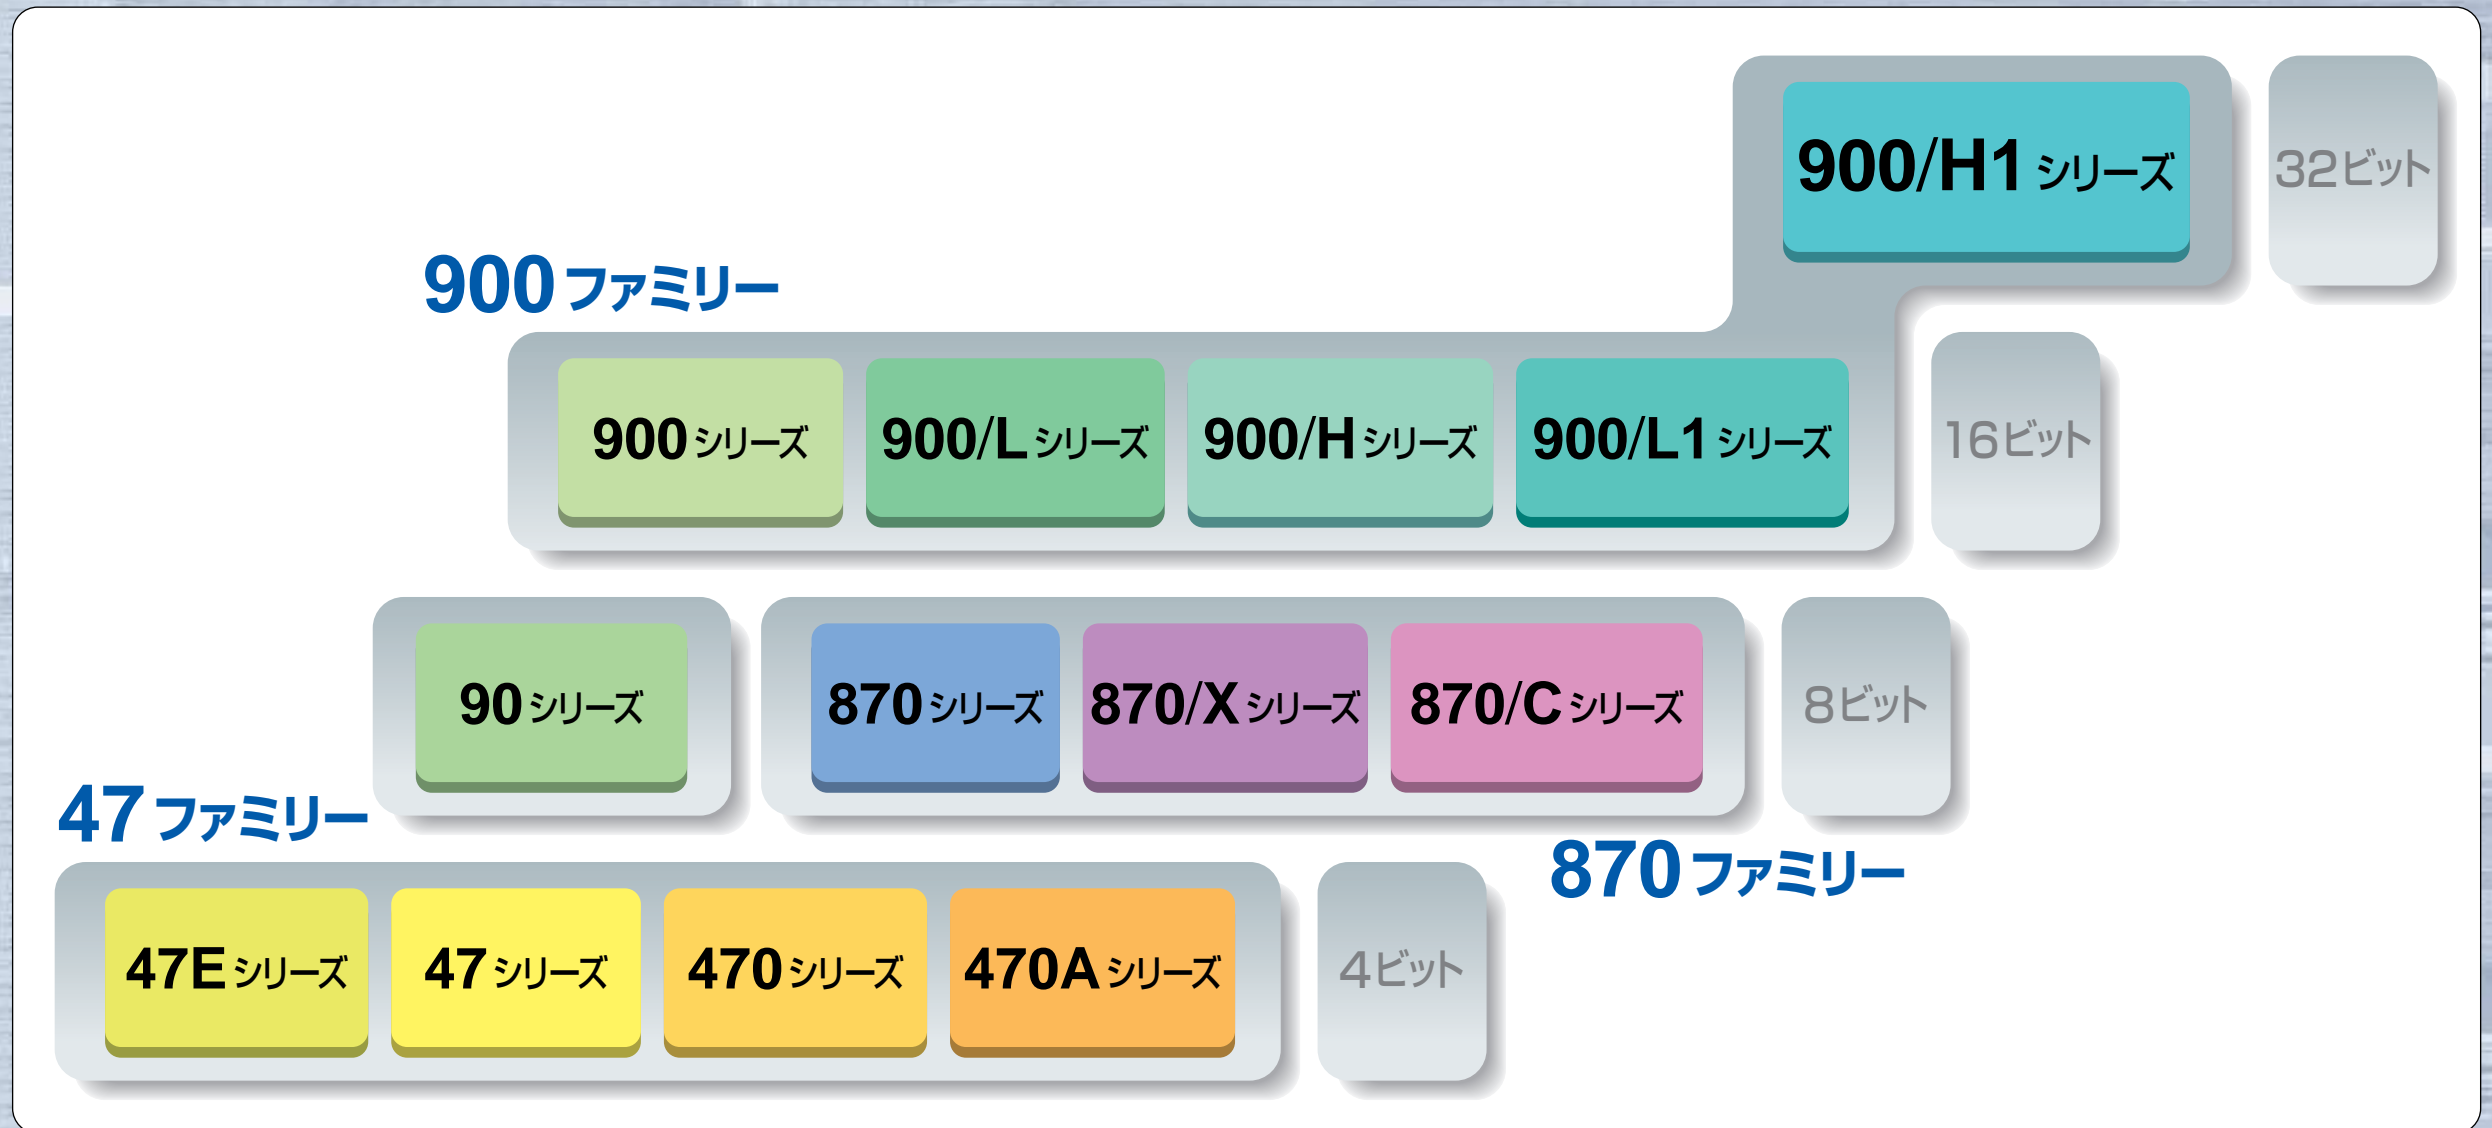 900/H1 シリーズ
32ビット
900 ファミリー
900 シリーズ
900/L シリーズ
900/H シリーズ
900/L1 シリーズ
16ビット
90 シリーズ
870 シリーズ
870/X シリーズ
870/C シリーズ
8ビット
47 ファミリー
870 ファミリー
47E シリーズ
47 シリーズ
470 シリーズ
470A シリーズ
4ビット